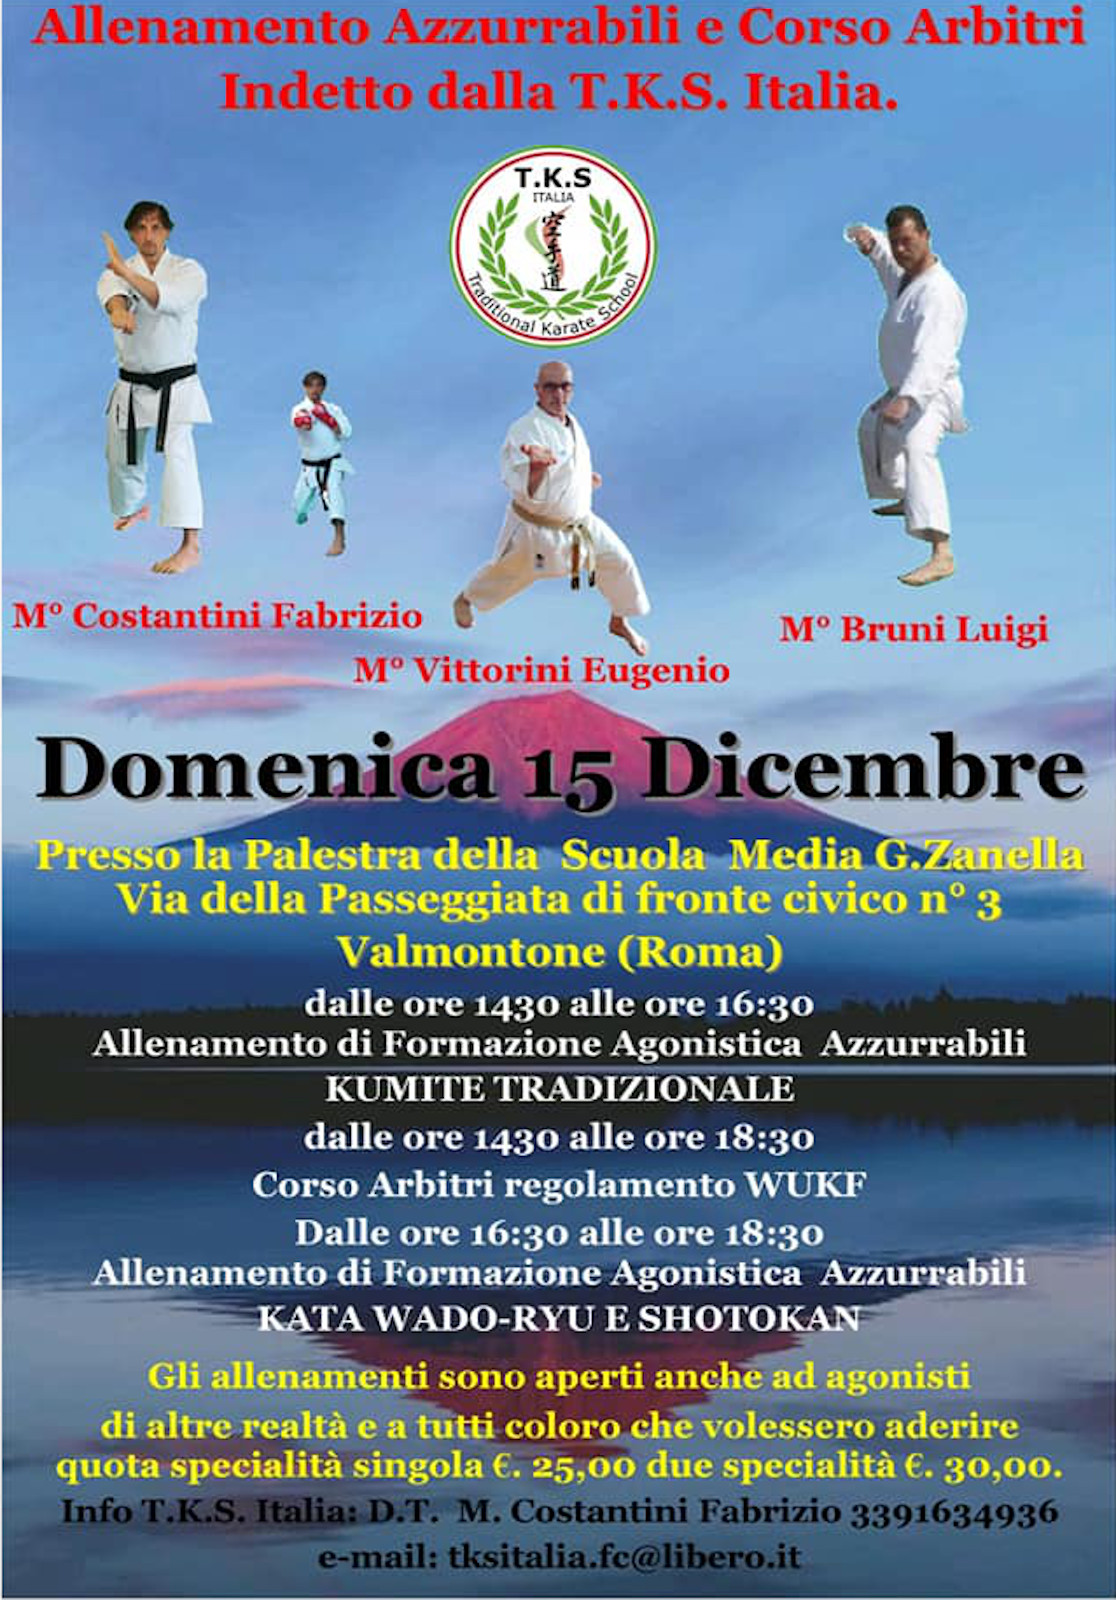 Allenamento Azzurrabili e Corso Arbitri
Indetto dalla T.K.S. Italia.
T.K.S
ITALIA
空手道
Traditional Karate School
M° Costantini Fabrizio
M° Bruni Luigi
M° Vittorini Eugenio
Domenica 15 Dicembre
Presso la Palestra della Scuola Media G.Zanella
Via della Passeggiata di fronte civico n° 3
Valmontone (Roma)
dalle ore 1430 alle ore 16:30
Allenamento di Formazione Agonistica Azzurrabili
KUMITE TRADIZIONALE
dalle ore 1430 alle ore 18:30
Corso Arbitri regolamento WUKF
Dalle ore 16:30 alle ore 18:30
Allenamento di Formazione Agonistica Azzurrabili
KATA WADO-RYU E SHOTOKAN
Gli allenamenti sono aperti anche ad agonisti
di altre realtà e a tutti coloro che volessero aderire
quota specialità singola €. 25,00 due specialità €. 30,00.
Info T.K.S. Italia: D.T. M. Costantini Fabrizio 3391634936
e-mail: tksitalia.fc@libero.it